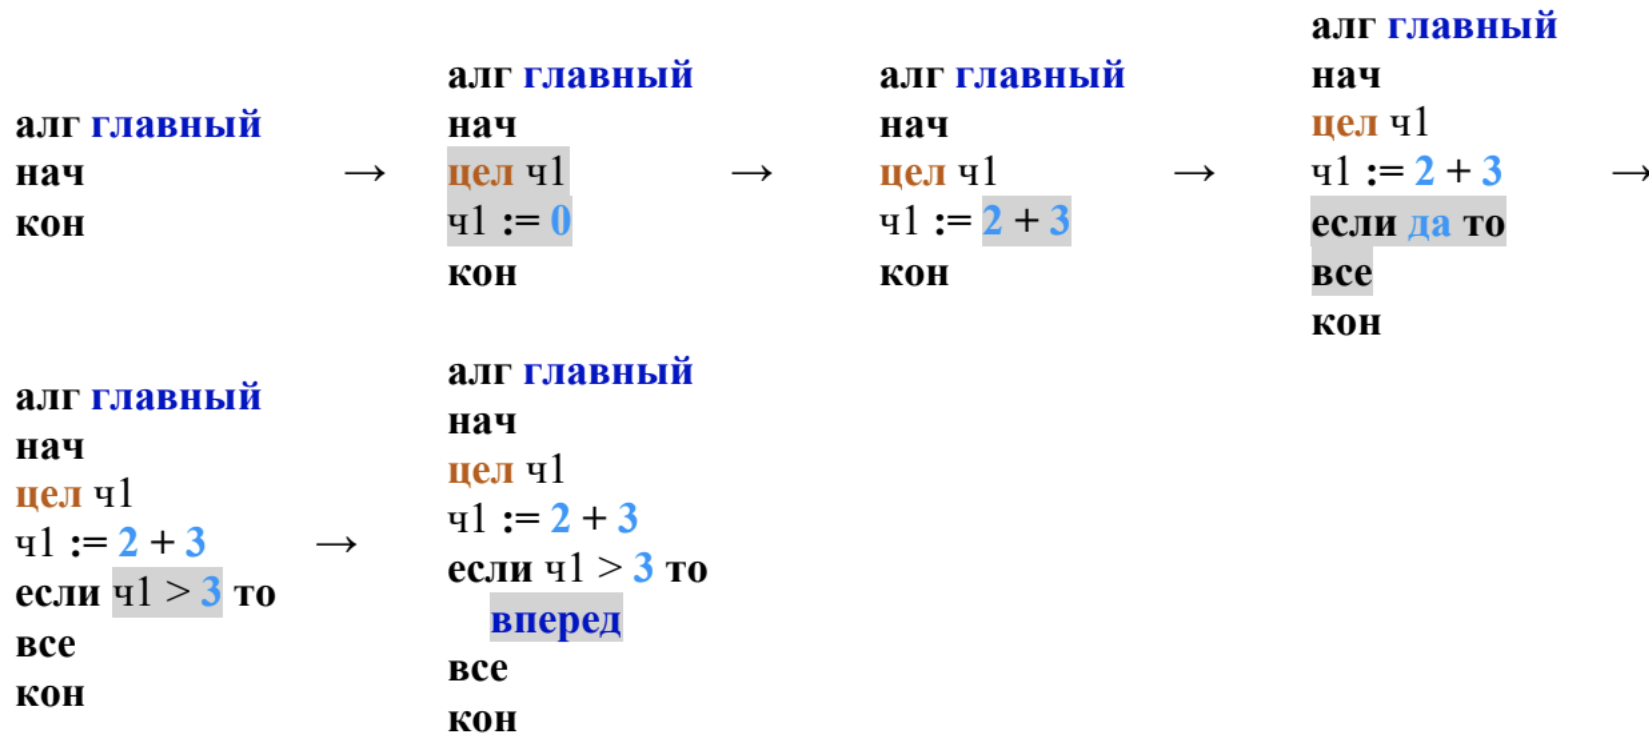 алг главный
нач
кон
→
алг главный
нач
цел ч1
ч1 := 0
кон
→
алг главный
нач
цел ч1
ч1 := 2 + 3
кон
→
алг главный
нач
цел ч1
ч1 := 2 + 3
если да то
все
кон
→
алг главный
нач
цел ч1
ч1 := 2 + 3
если ч1 > 3 то
все
кон
→
алг главный
нач
цел ч1
ч1 := 2 + 3
если ч1 > 3 то
вперед
все
кон